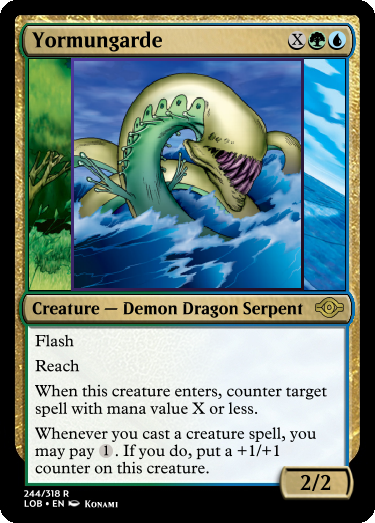 Yormungarde X
Creature — Demon Dragon Serpent
Flash
Reach
When this creature enters, counter target
spell with mana value X or less.
Whenever you cast a creature spell, you
may pay 1. If you do, put a +1/+1
counter on this creature.
2/2
244/318 R
LOB • EN Konami